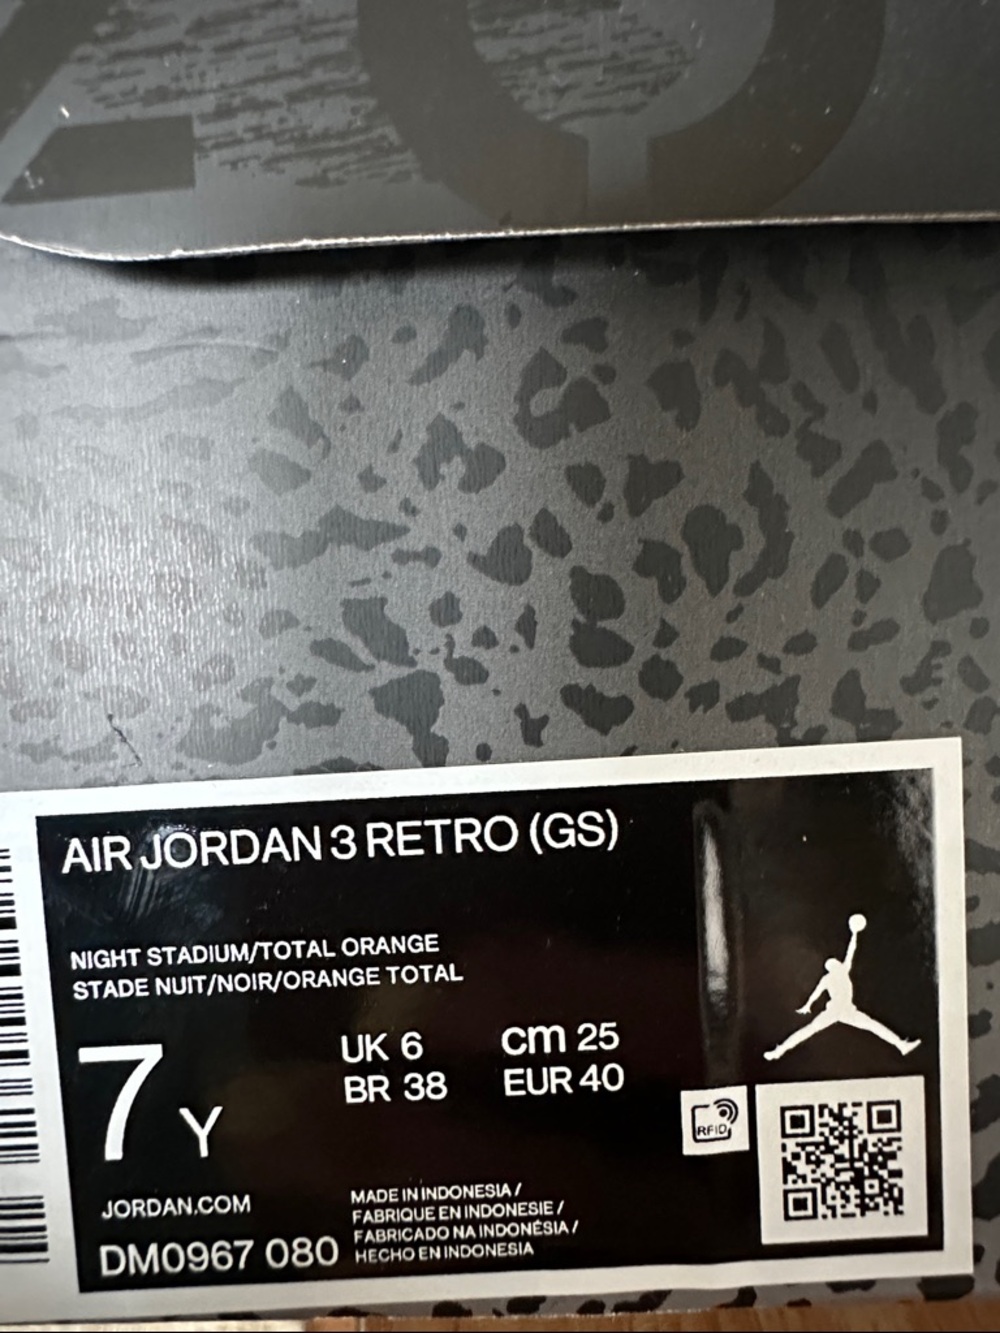 AIR JORDAN 3 RETRO (GS)
NIGHT STADIUM/TOTAL ORANGE
STADE NUIT/NOIR/ORANGE TOTAL
7 Y
UK 6
BR 38
cm 25
EUR 40
RFID
JORDAN.COM
DM0967 080
MADE IN INDONESIA /
FABRIQUE EN INDONESIE /
FABRICADO NA INDONÉSIA /
HECHO EN INDONESIA